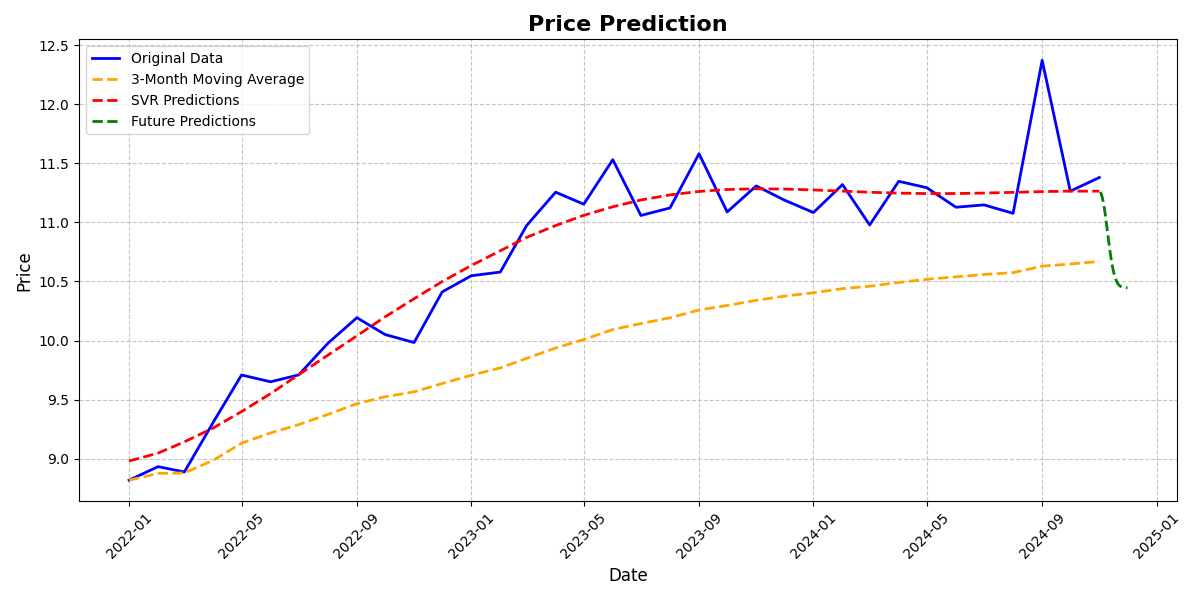 Price Prediction
Original Data
3-Month Moving Average
SVR Predictions
Future Predictions
12.5
12.0
11.5
11.0
10.5
10.0
9.5
9.0
Price
2022-01
2022-05
2022-09
2023-01
2023-05
2023-09
2024-01
2024-05
2024-09
2025-01
Date